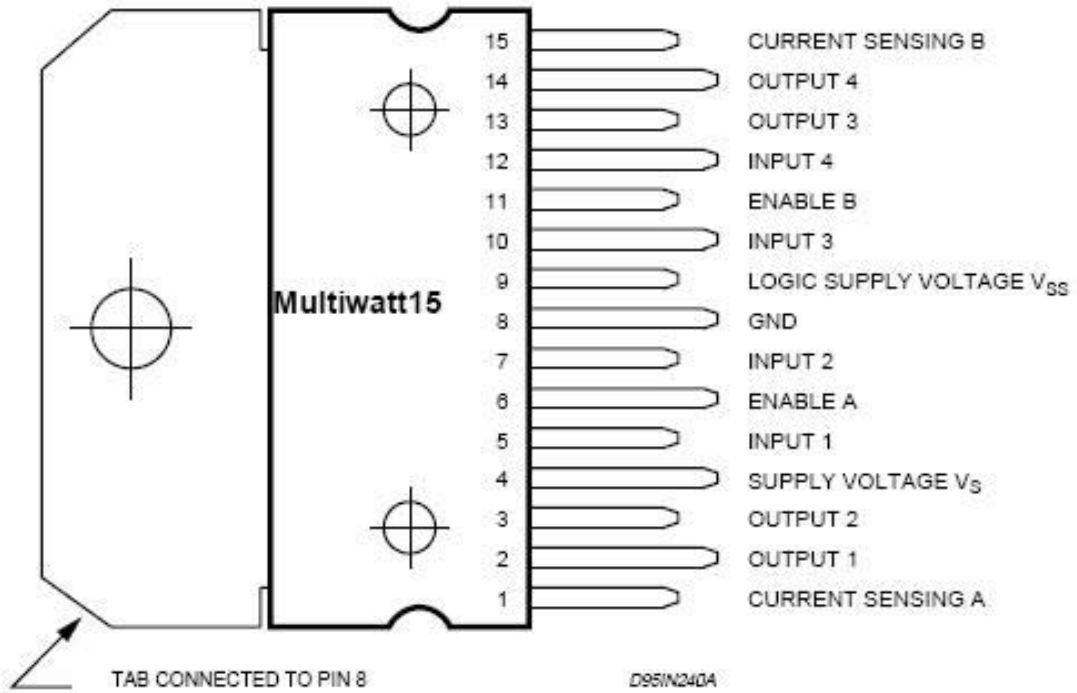 15 CURRENT SENSING B
14 OUTPUT 4
13 OUTPUT 3
12 INPUT 4
11 ENABLE B
10 INPUT 3
9 LOGIC SUPPLY VOLTAGE VSS
Multiwatt15
8 GND
7 INPUT 2
6 ENABLE A
5 INPUT 1
4 SUPPLY VOLTAGE VS
3 OUTPUT 2
2 OUTPUT 1
1 CURRENT SENSING A
TAB CONNECTED TO PIN 8
D95IN240A